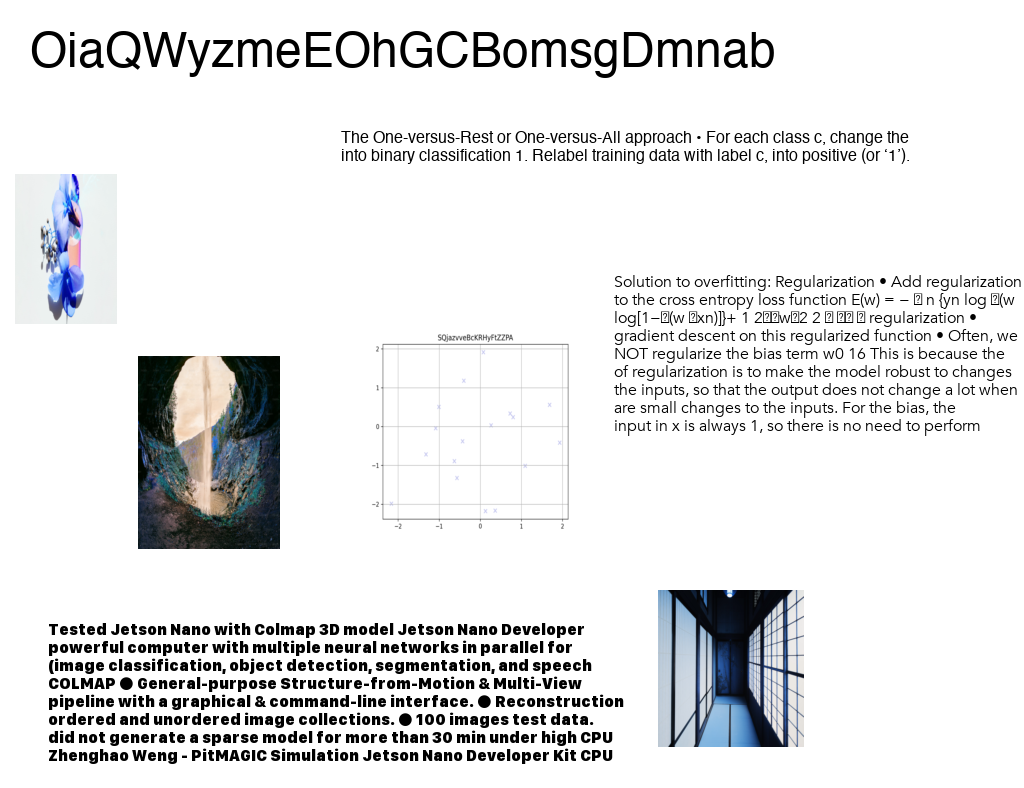 OiaQWyzmeEOhGCBomsgDmnab
The One-versus-Rest or One-versus-All approach • For each class c, change the
into binary classification 1. Relabel training data with label c, into positive (or ‘1’).
Solution to overfitting: Regularization • Add regularization
to the cross entropy loss function E(w) = − n {yn log (w
log[1−(w xn)]}+ 1 2w2 2 regularization •
gradient descent on this regularized function • Often, we
NOT regularize the bias term w0 16 This is because the
of regularization is to make the model robust to changes
the inputs, so that the output does not change a lot when
are small changes to the inputs. For the bias, the
input in x is always 1, so there is no need to perform
SQjazvveBcKRHyFtZZPA
2
1
0
−1
−2
−2 −1 0 1 2
Tested Jetson Nano with Colmap 3D model Jetson Nano Developer
powerful computer with multiple neural networks in parallel for
(image classification, object detection, segmentation, and speech
COLMAP ● General-purpose Structure-from-Motion & Multi-View
pipeline with a graphical & command-line interface. ● Reconstruction
ordered and unordered image collections. ● 100 images test data.
did not generate a sparse model for more than 30 min under high CPU
Zhenghao Weng - PitMAGIC Simulation Jetson Nano Developer Kit CPU